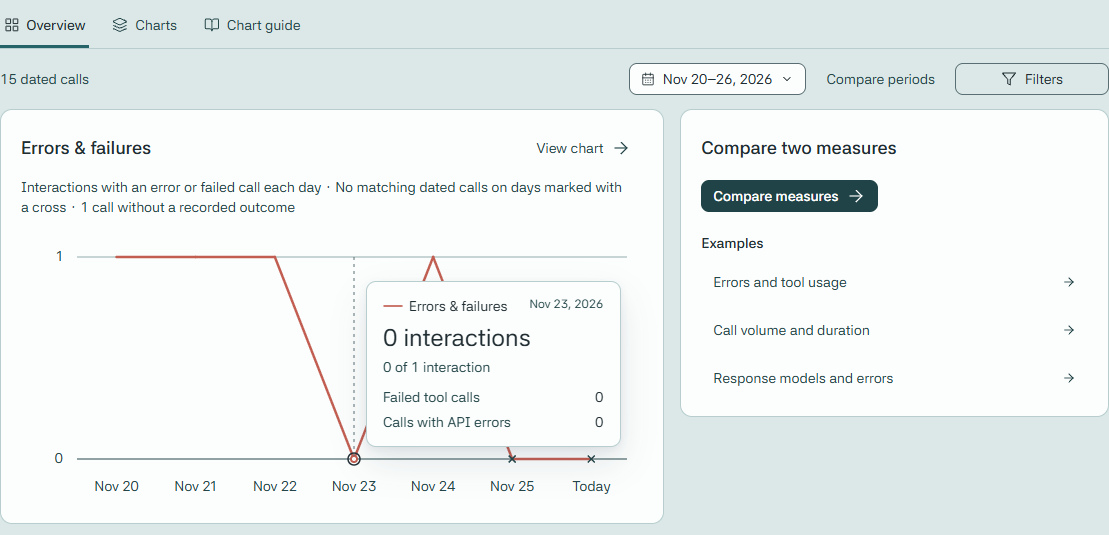 Overview Charts Chart guide
15 dated calls Nov 20–26, 2026 Compare periods Filters
Errors & failures View chart
Interactions with an error or failed call each day · No matching dated calls on days marked with
a cross · 1 call without a recorded outcome
1
Errors & failures Nov 23, 2026
0 interactions
0 of 1 interaction
Failed tool calls 0
Calls with API errors 0
0
Nov 20 Nov 21 Nov 22 Nov 23 Nov 24 Nov 25 Today
Compare two measures
Compare measures
Examples
Errors and tool usage
Call volume and duration
Response models and errors